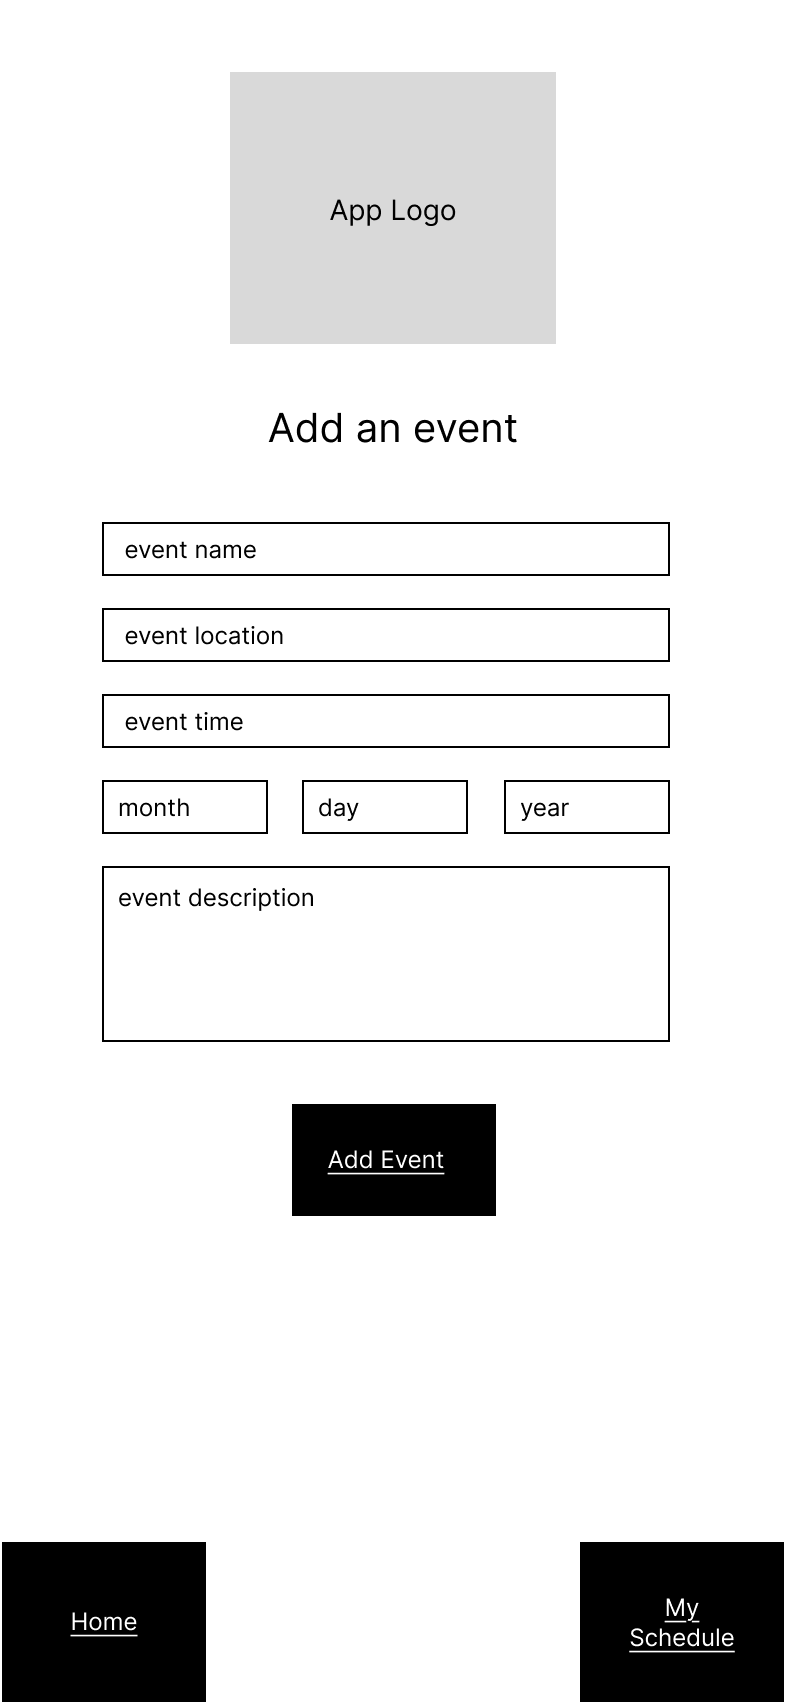 App Logo
Add an event
event name
event location
event time
month day year
event description
Add Event
Home
My
Schedule